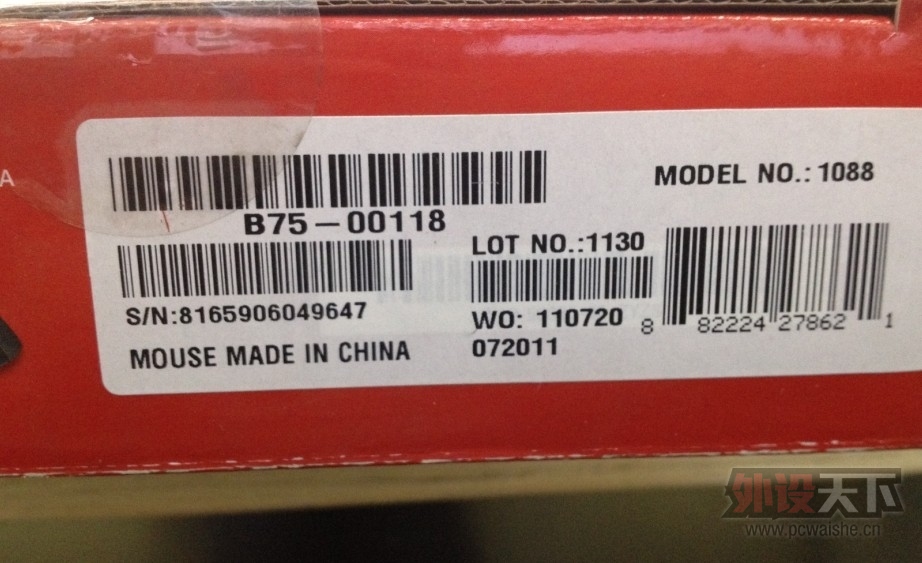 A
MODEL NO.: 1088
B75-00118
LOT NO.:1130
S/N:8165906049647
WO: 110720
8 82224 27862 1
MOUSE MADE IN CHINA
072011
外设天下
www.pcwaishe.cn